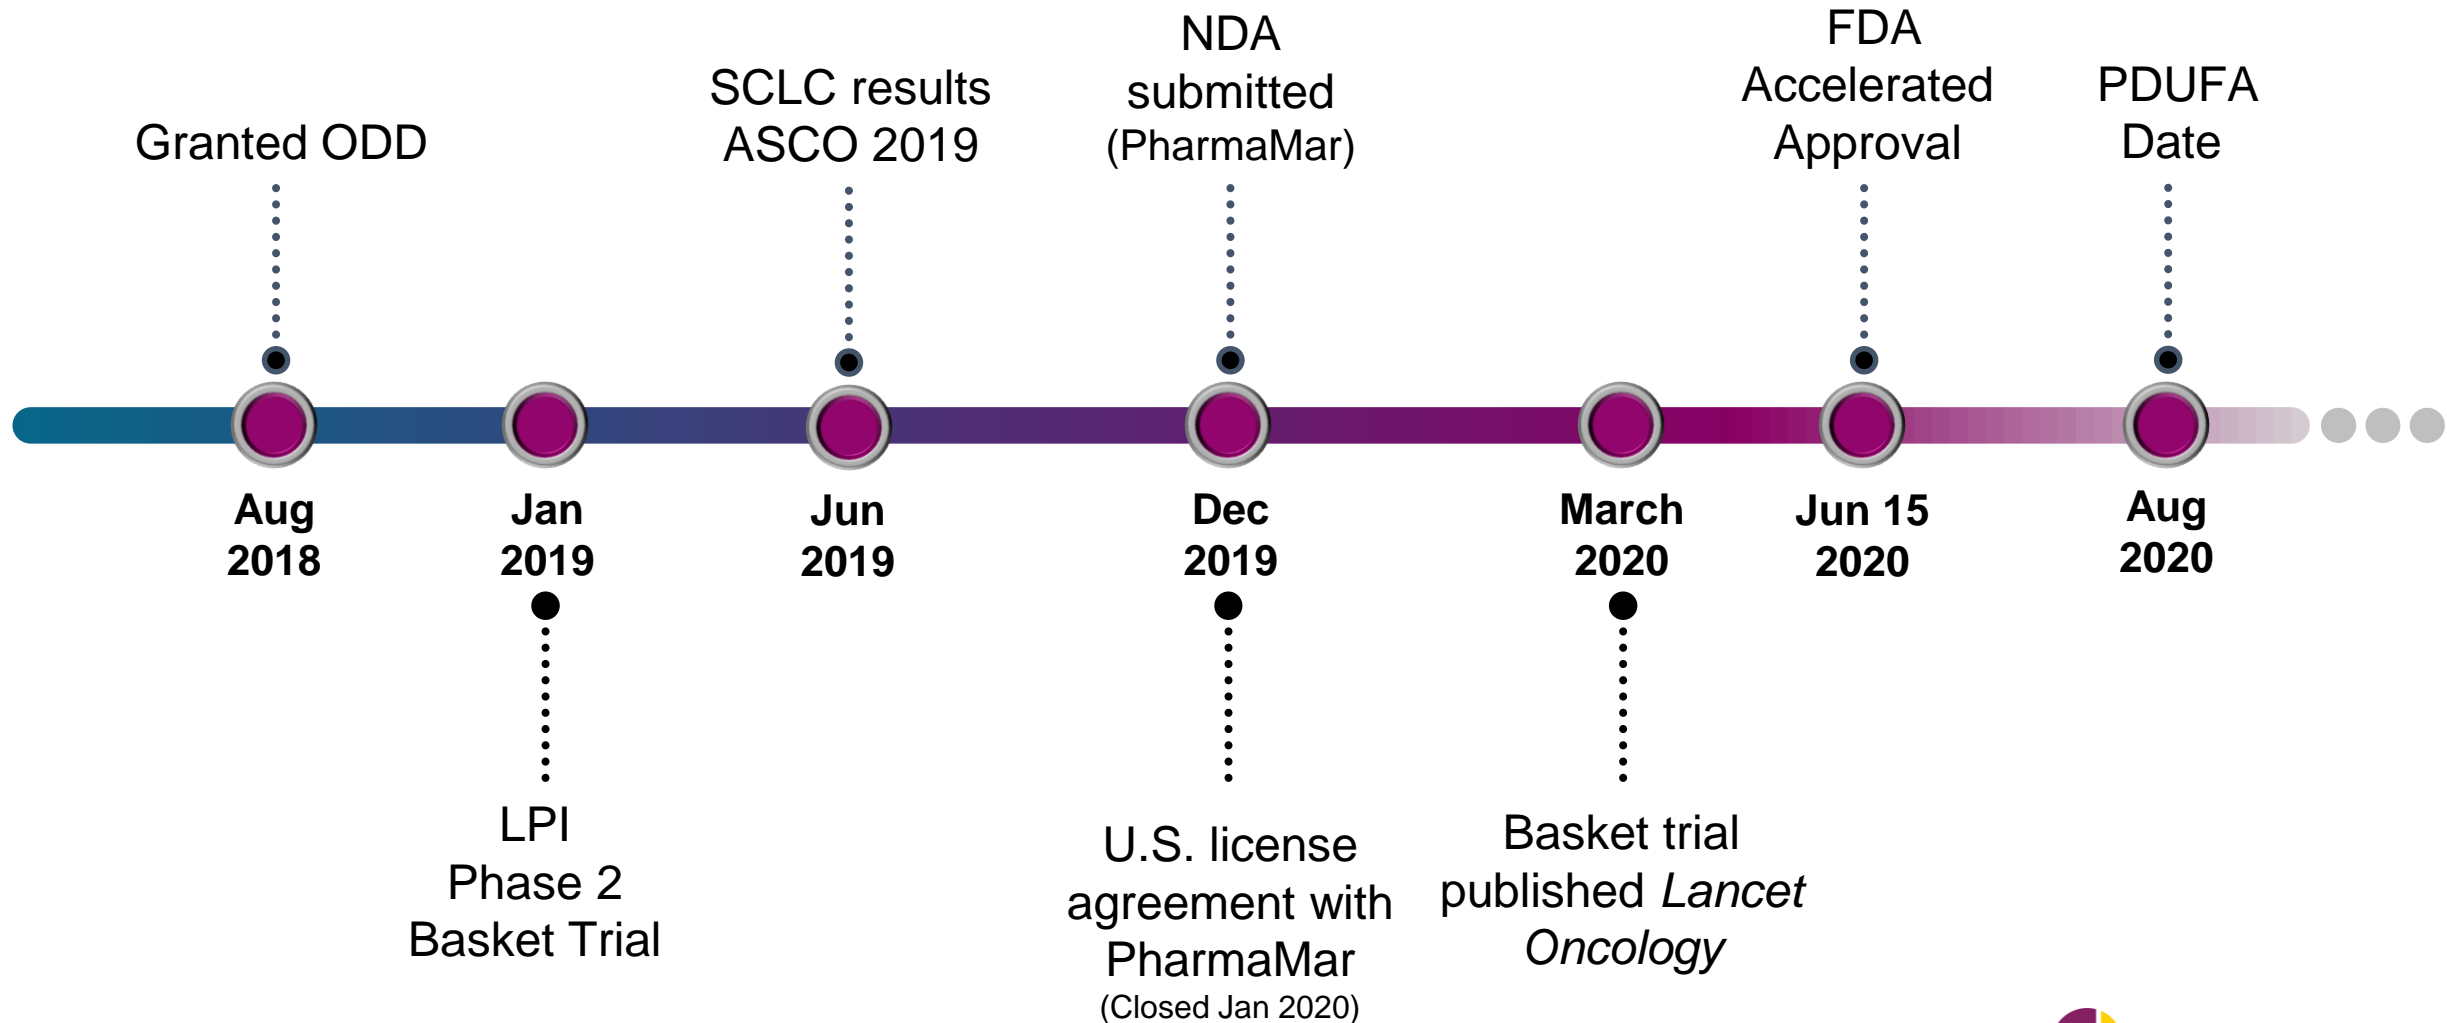 Granted ODD
SCLC results
ASCO 2019
NDA
submitted
(PharmaMar)
FDA
Accelerated
Approval
PDUFA
Date
Aug
2018
Jan
2019
Jun
2019
Dec
2019
March
2020
Jun 15
2020
Aug
2020
LPI
Phase 2
Basket Trial
U.S. license
agreement with
PharmaMar
(Closed Jan 2020)
Basket trial
published Lancet
Oncology